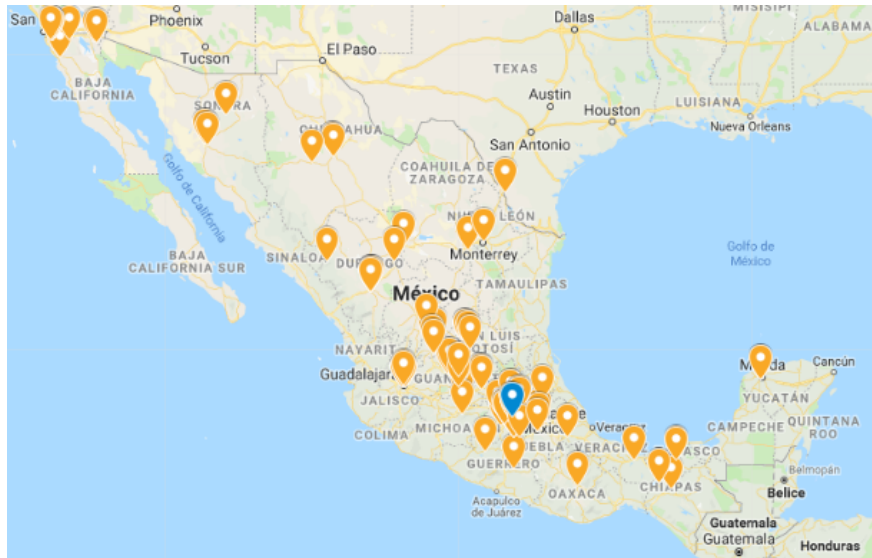 San
Phoenix
Dallas
MISISIPI
ALABAMA
Tucson
El Paso
BAJA
CALIFORNIA
TEXAS
SONORA
Austin
LUISIANA
Houston
Nueva Orleans
San Antonio
COAHUILA DE
ZARAGOZA
Golfo de California
Monterrey
Golfo de
México
BAJA
CALIFORNIA SUR
SINALOA
TAMAULIPAS
México
NAYARIT
Cancún
Guadalajara
JALISCO
YUCATÁN
COLIMA
CAMPECHE
QUINTANA
ROO
México
GUERRERO
OAXACA
CHIAPAS
Belmopán
Belice
Acapulco
de Juárez
Guatemala
Guatemala
Honduras